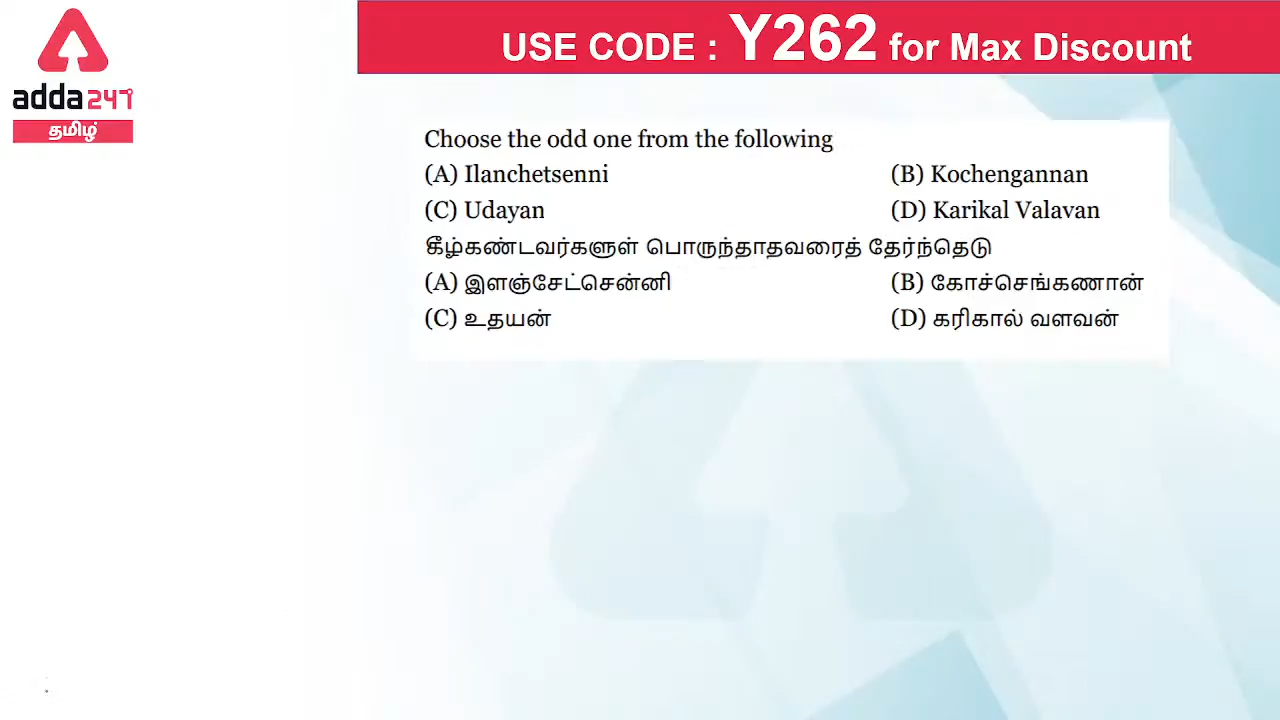 USE CODE : Y262 for Max Discount
adda247
தமிழ்
Choose the odd one from the following
(A) Ilanchetsenni (B) Kochengannan
(C) Udayan (D) Karikal Valavan
கீழ்கண்டவர்களுள் பொருந்தாதவரைத் தேர்ந்தெடு
(A) இளஞ்சேட்சென்னி (B) கோச்செங்கணான்
(C) உதயன் (D) கரிகால் வளவன்